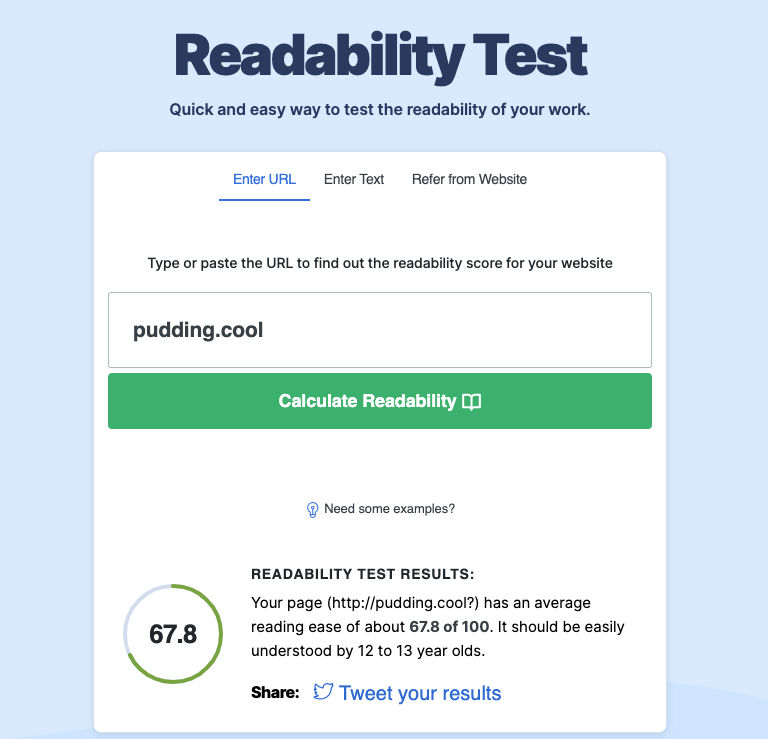 Readability Test
Quick and easy way to test the readability of your work.
Enter URL Enter Text Refer from Website
Type or paste the URL to find out the readability score for your website
pudding.cool
Calculate Readability
Need some examples?
READABILITY TEST RESULTS:
Your page (http://pudding.cool?) has an average
reading ease of about 67.8 of 100. It should be easily
understood by 12 to 13 year olds.
67.8
Share: Tweet your results